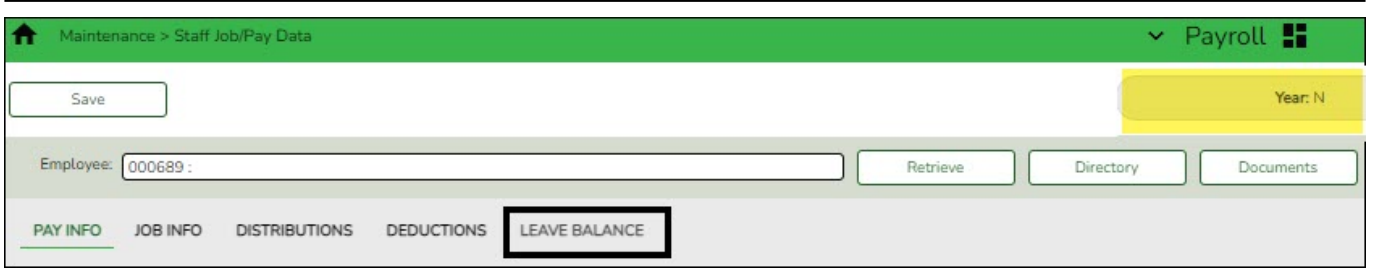 Maintenance > Staff Job/Pay Data Payroll
Save Year: N
Employee: 000689 : Retrieve Directory Documents
PAY INFO JOB INFO DISTRIBUTIONS DEDUCTIONS LEAVE BALANCE